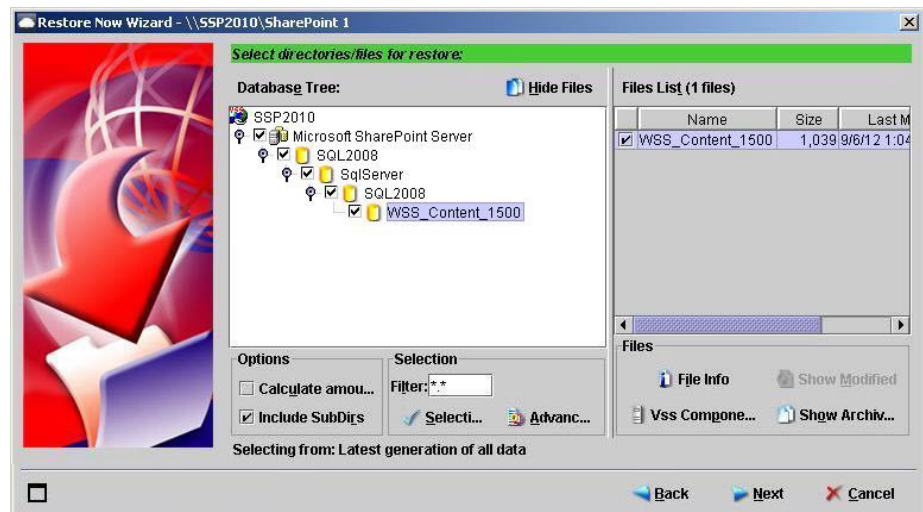 Restore Now Wizard - \\SSP2010\SharePoint 1
Select directories/files for restore:
Database Tree:
Hide Files
SSP2010
Microsoft SharePoint Server
SQL2008
SqlServer
SQL2008
WSS_Content_1500
Files List (1 files)
Name Size Last M
WSS_Content_1500 1,039 9/6/12 1:04
Options
Calculate amou...
Include SubDirs
Selection
Filter: *.*
Selecti... Advanc...
Files
File Info Show Modified
Vss Compone... Show Archiv...
Selecting from: Latest generation of all data
Back Next Cancel